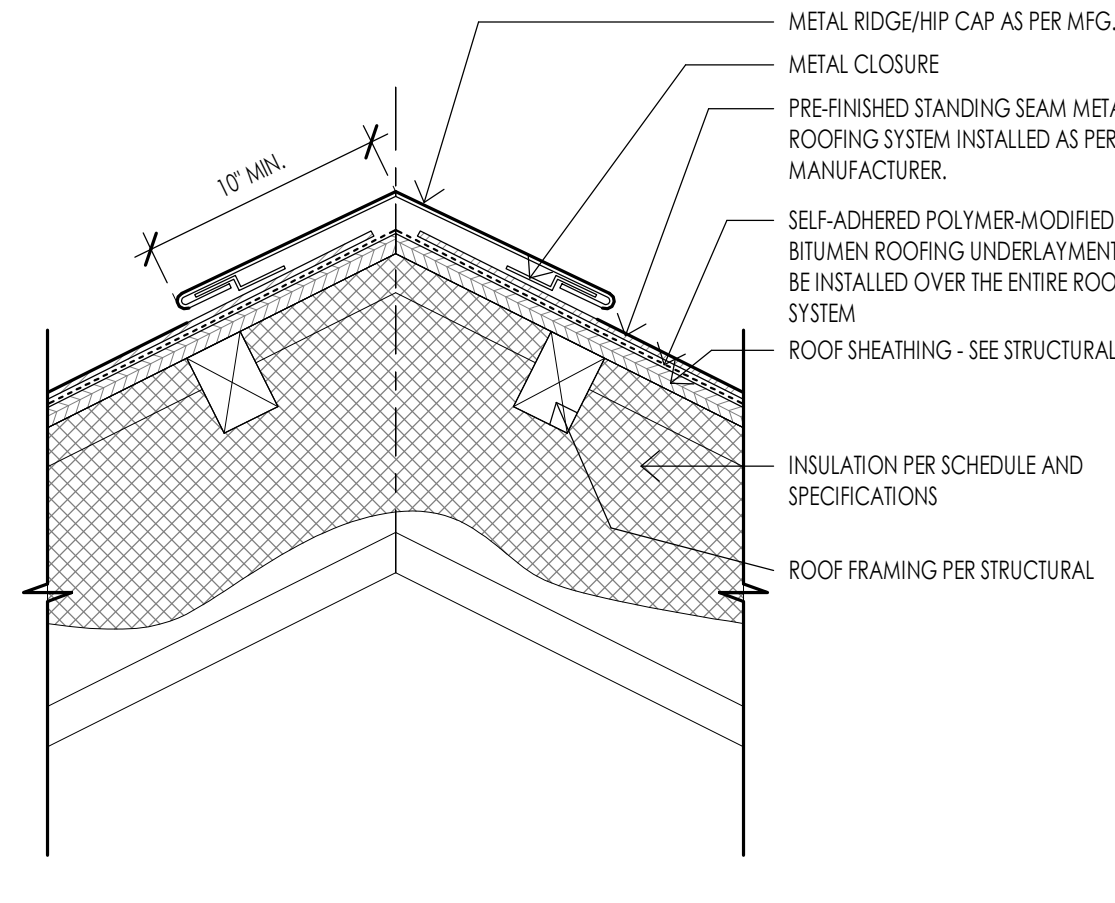 METAL RIDGE/HIP CAP AS PER MFG.
METAL CLOSURE
10" MIN.
PRE-FINISHED STANDING SEAM META
ROOFING SYSTEM INSTALLED AS PER
MANUFACTURER.
SELF-ADHERED POLYMER-MODIFIED
BITUMEN ROOFING UNDERLAYMENT
BE INSTALLED OVER THE ENTIRE ROO
SYSTEM
ROOF SHEATHING - SEE STRUCTURAL
INSULATION PER SCHEDULE AND
SPECIFICATIONS
ROOF FRAMING PER STRUCTURAL